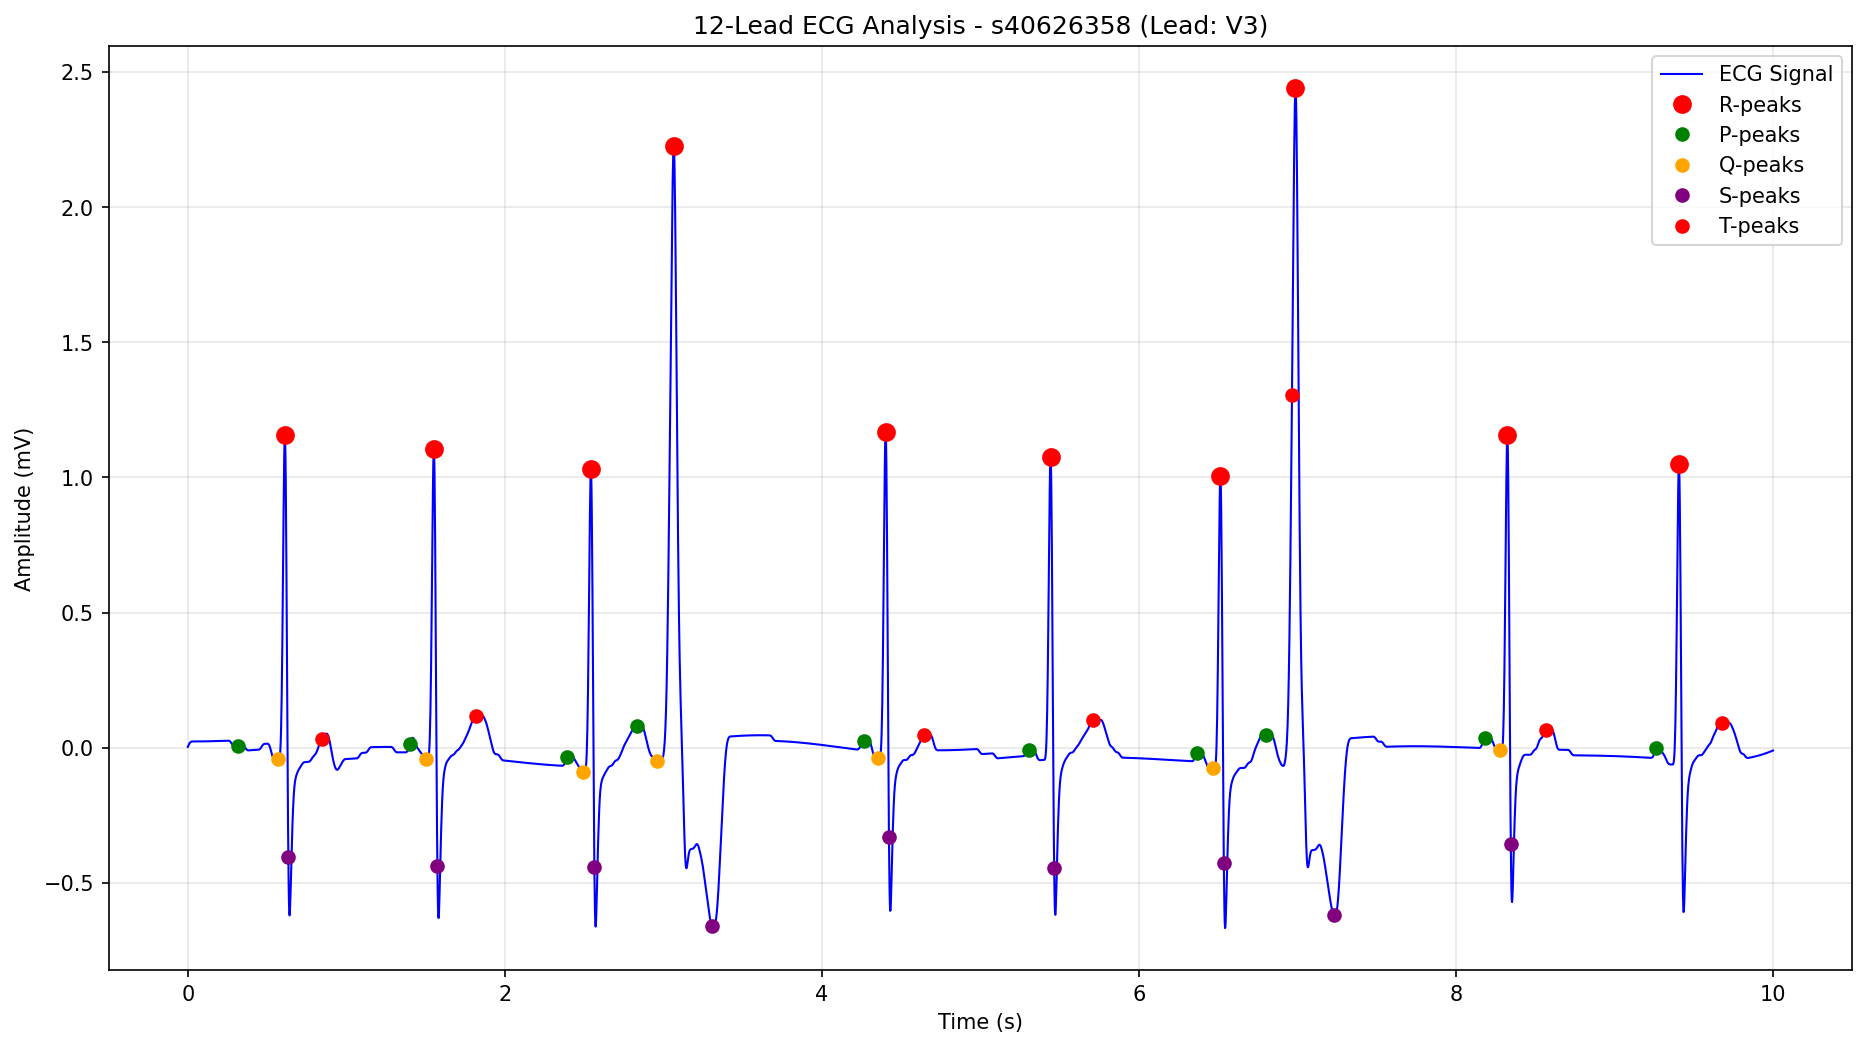 12-Lead ECG Analysis - s40626358 (Lead: V3)
ECG Signal
R-peaks
P-peaks
Q-peaks
S-peaks
T-peaks
Amplitude (mV)
2.5
2.0
1.5
1.0
0.5
0.0
−0.5
0 2 4 6 8 10
Time (s)